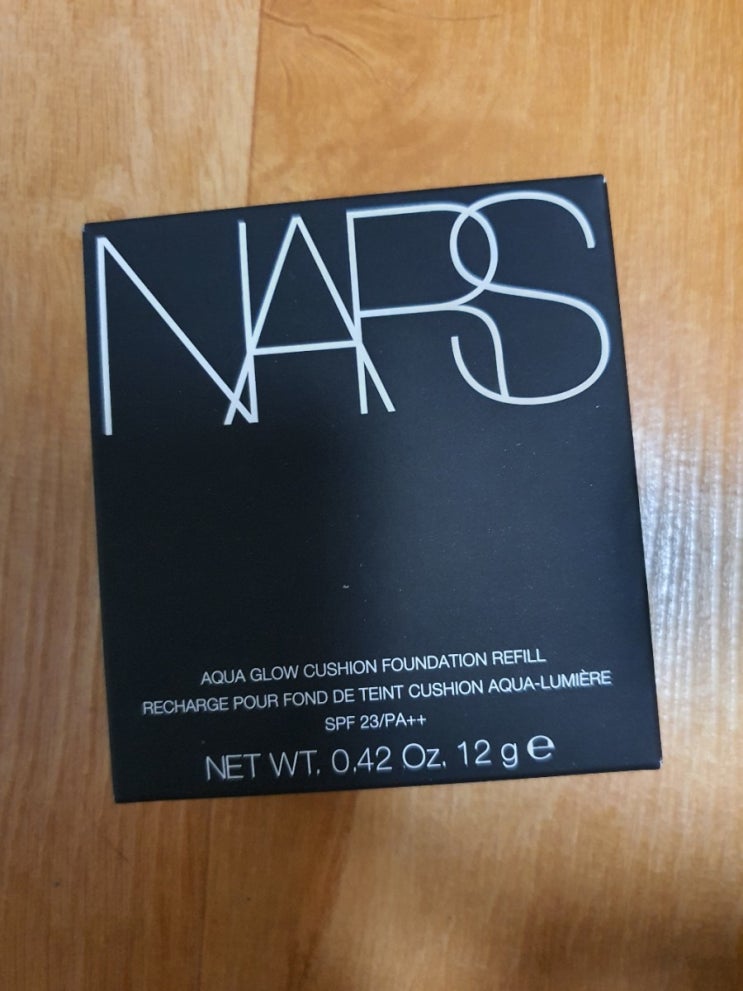 NARS
AQUA GLOW CUSHION FOUNDATION REFILL
RECHARGE POUR FOND DE TEINT CUSHION AQUA-LUMIÈRE
SPF 23/PA++
NET WT. 0.42 Oz. 12 g ℮